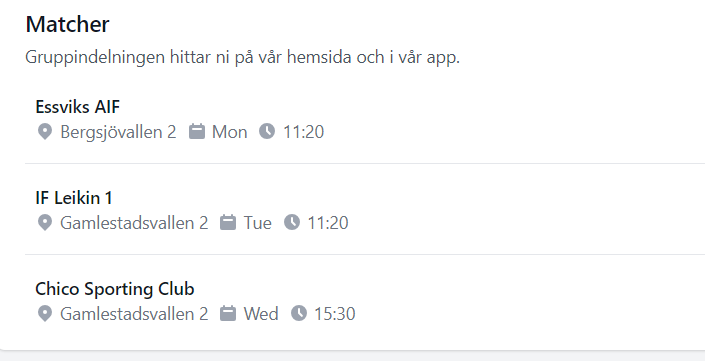 Matcher
Gruppindelningen hittar ni på vår hemsida och i vår app.
Essviks AIF
Bergsjövallen 2 Mon 11:20
IF Leikin 1
Gamlestadsvallen 2 Tue 11:20
Chico Sporting Club
Gamlestadsvallen 2 Wed 15:30